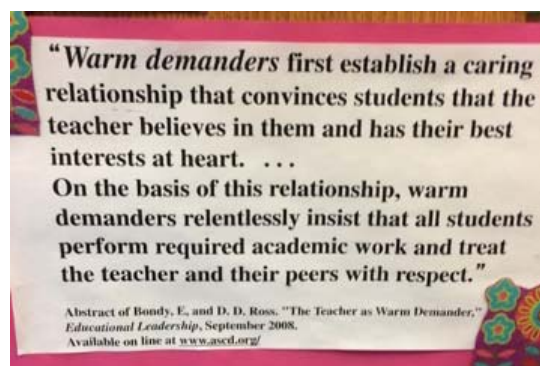 “Warm demanders first establish a caring
relationship that convinces students that the
teacher believes in them and has their best
interests at heart. ...
On the basis of this relationship, warm
demanders relentlessly insist that all students
perform required academic work and treat
the teacher and their peers with respect.”
Abstract of Bondy, E, and D. D. Ross. "The Teacher as Warm Demander,"
Educational Leadership, September 2008.
Available on line at www.ascd.org/